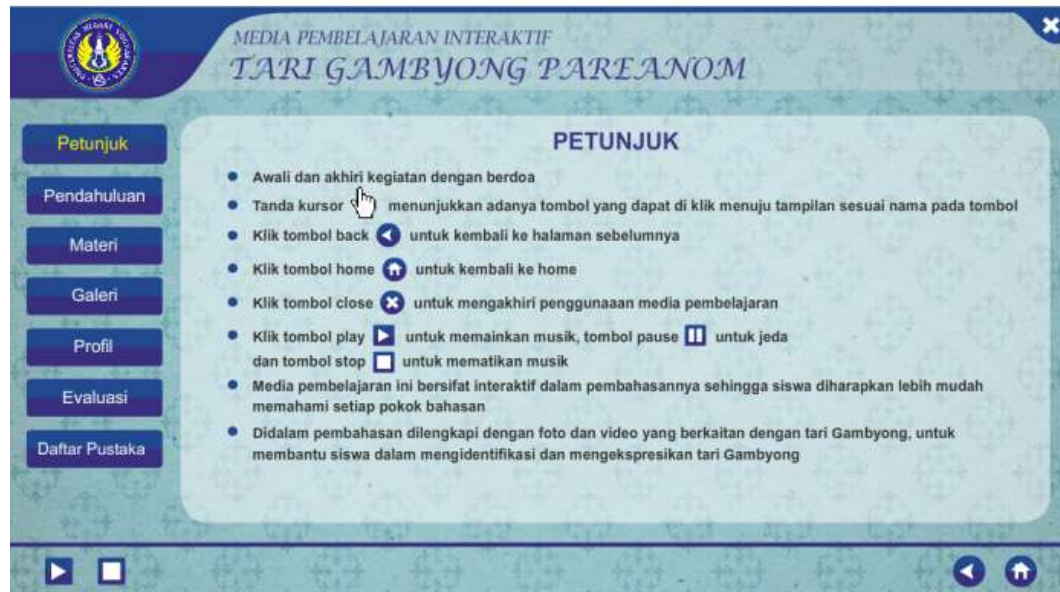 MEDIA PEMBELAJARAN INTERAKTIF
TARI GAMBYONG PAREANOM
Petunjuk
Pendahuluan
Materi
Galeri
Profil
Evaluasi
Daftar Pustaka
PETUNJUK
Awali dan akhiri kegiatan dengan berdoa
Tanda kursor menunjukkan adanya tombol yang dapat di klik menuju tampilan sesuai nama pada tombol
Klik tombol back untuk kembali ke halaman sebelumnya
Klik tombol home untuk kembali ke home
Klik tombol close untuk mengakhiri penggunaaan media pembelajaran
Klik tombol play untuk memainkan musik, tombol pause untuk jeda
dan tombol stop untuk mematikan musik
Media pembelajaran ini bersifat interaktif dalam pembahasannya sehingga siswa diharapkan lebih mudah
memahami setiap pokok bahasan
Didalam pembahasan dilengkapi dengan foto dan video yang berkaitan dengan tari Gambyong, untuk
membantu siswa dalam mengidentifikasi dan mengekspresikan tari Gambyong